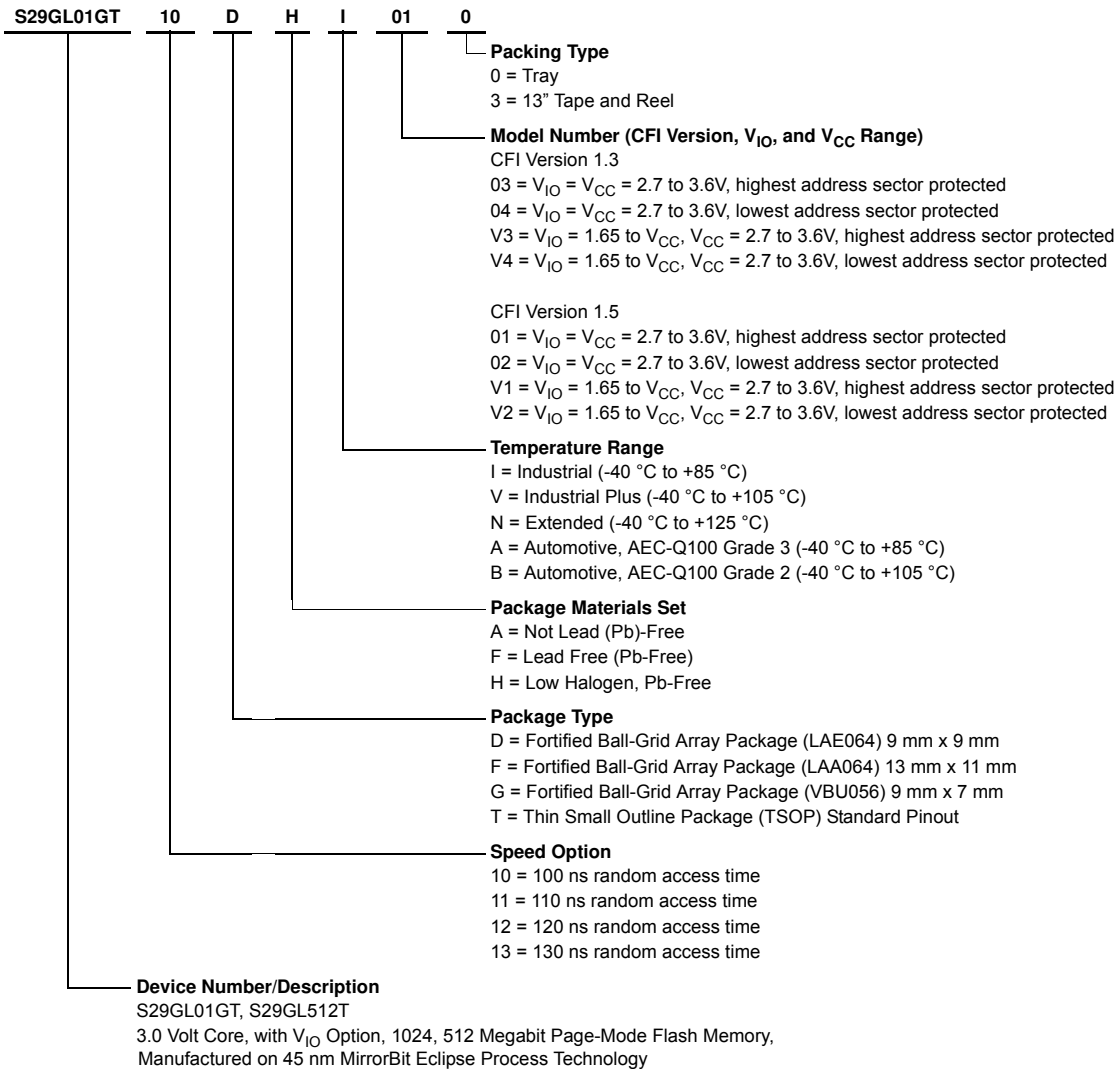 S29GL01GT 10 D H I 01 0
Packing Type
0 = Tray
3 = 13” Tape and Reel
Model Number (CFI Version, VIO, and VCC Range)
CFI Version 1.3
03 = VIO = VCC = 2.7 to 3.6V, highest address sector protected
04 = VIO = VCC = 2.7 to 3.6V, lowest address sector protected
V3 = VIO = 1.65 to VCC, VCC = 2.7 to 3.6V, highest address sector protected
V4 = VIO = 1.65 to VCC, VCC = 2.7 to 3.6V, lowest address sector protected
CFI Version 1.5
01 = VIO = VCC = 2.7 to 3.6V, highest address sector protected
02 = VIO = VCC = 2.7 to 3.6V, lowest address sector protected
V1 = VIO = 1.65 to VCC, VCC = 2.7 to 3.6V, highest address sector protected
V2 = VIO = 1.65 to VCC, VCC = 2.7 to 3.6V, lowest address sector protected
Temperature Range
I = Industrial (-40 °C to +85 °C)
V = Industrial Plus (-40 °C to +105 °C)
N = Extended (-40 °C to +125 °C)
A = Automotive, AEC-Q100 Grade 3 (-40 °C to +85 °C)
B = Automotive, AEC-Q100 Grade 2 (-40 °C to +105 °C)
Package Materials Set
A = Not Lead (Pb)-Free
F = Lead Free (Pb-Free)
H = Low Halogen, Pb-Free
Package Type
D = Fortified Ball-Grid Array Package (LAE064) 9 mm x 9 mm
F = Fortified Ball-Grid Array Package (LAA064) 13 mm x 11 mm
G = Fortified Ball-Grid Array Package (VBU056) 9 mm x 7 mm
T = Thin Small Outline Package (TSOP) Standard Pinout
Speed Option
10 = 100 ns random access time
11 = 110 ns random access time
12 = 120 ns random access time
13 = 130 ns random access time
Device Number/Description
S29GL01GT, S29GL512T
3.0 Volt Core, with VIO Option, 1024, 512 Megabit Page-Mode Flash Memory,
Manufactured on 45 nm MirrorBit Eclipse Process Technology